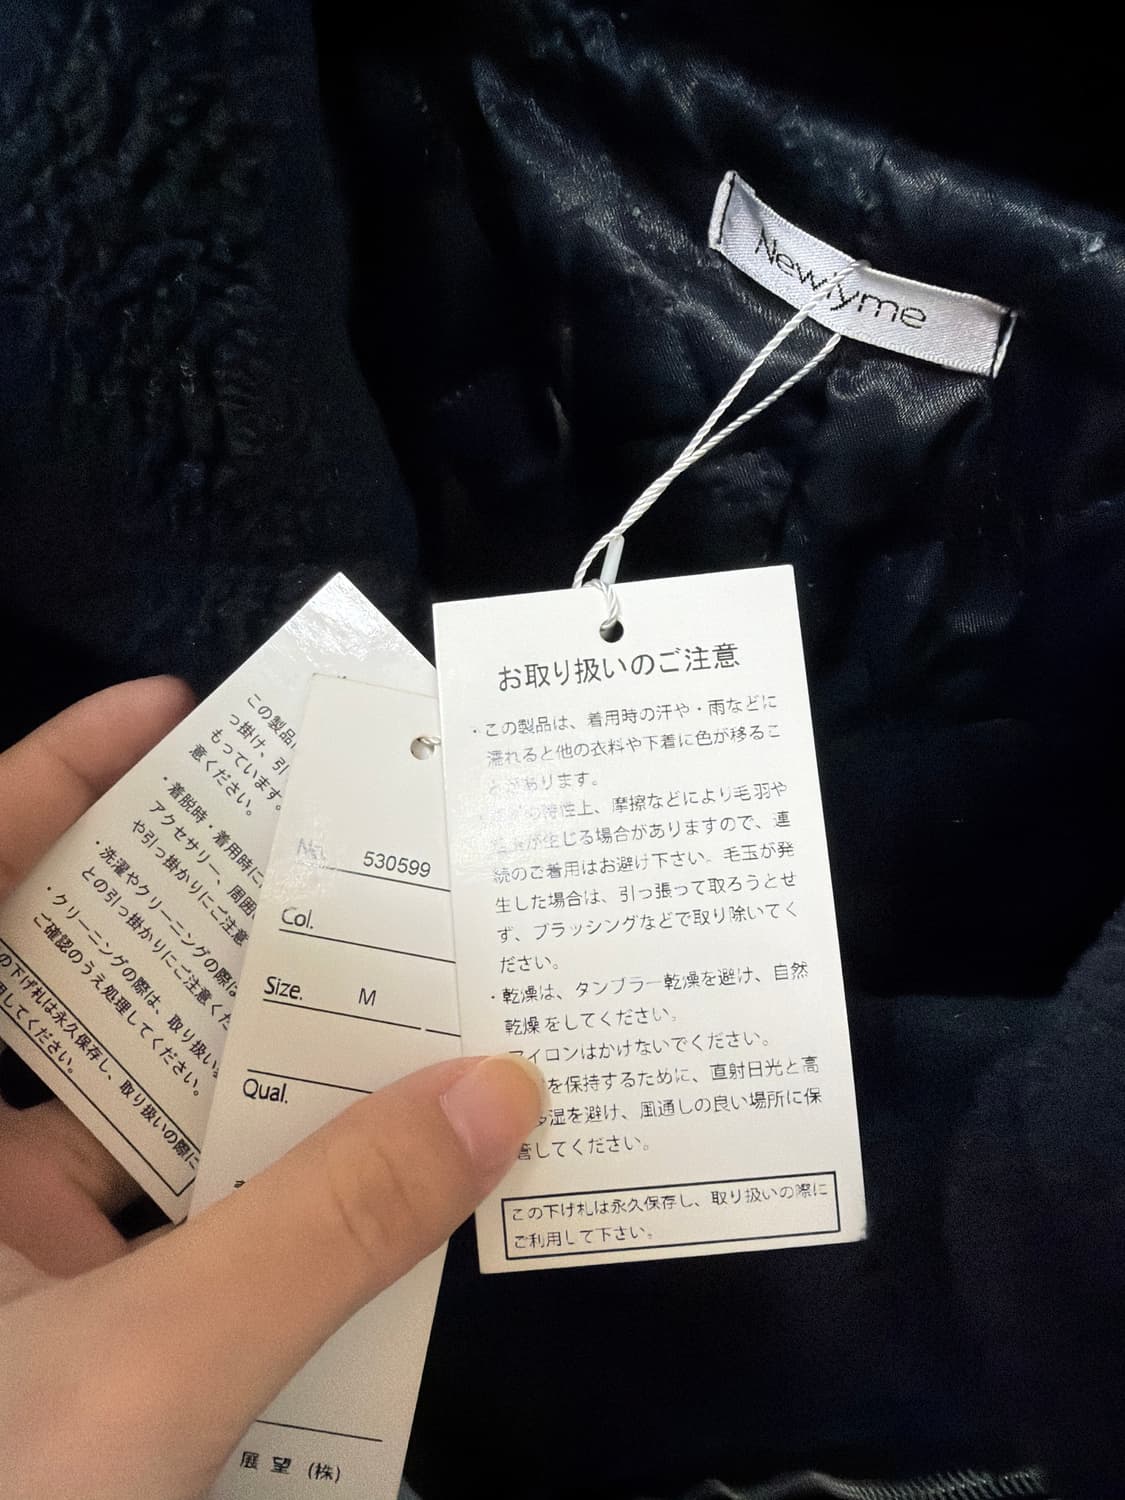 Newlyme
お取り扱いのご注意
・この製品は、着用時の汗や・雨などに
濡れると他の衣料や下着に色が移るこ
とがあります。
特性上、摩擦などにより毛羽や
が生じる場合がありますので、連
続のご着用はお避け下さい。毛玉が発
生した場合は、引っ張って取ろうとせ
ず、ブラッシングなどで取り除いてく
ださい。
・乾燥は、タンブラー乾燥を避け、自然
乾燥をしてください。
アイロンはかけないでください。
を保持するために、直射日光と高
湿を避け、風通しの良い場所に保
管してください。
この下げ札は永久保存し、取り扱いの際に
ご利用して下さい。
530599
Col.
Size. M
Qual.
展望(株)
この製品
っ掛け、引
もっています。
意ください。
・着脱時・着用時に
アクセサリー、周囲
や引っ掛かりにご注意
・洗濯やクリーニングの際
との引っ掛かりにご注意く
・クリーニングの際は、取り扱い
ご確認のうえ処理してください。
の下げ札は永久保存し、取り扱いの際に
してください。